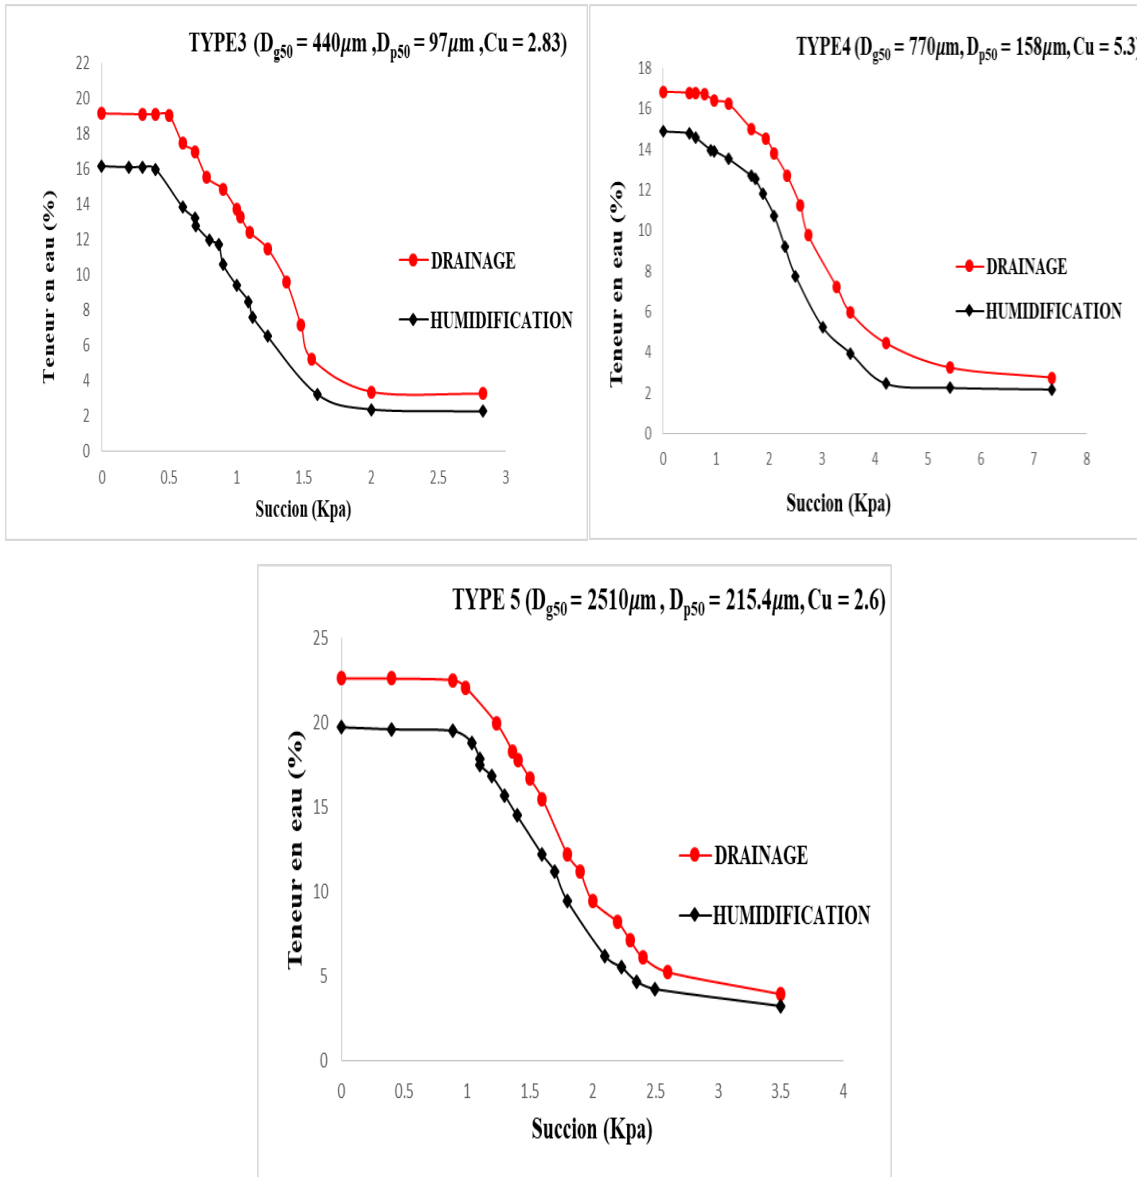 TYPE3 (Dg50 = 440μm ,Dp50 = 97μm ,Cu = 2.83)
22
20
18
16
14
12
10
8
6
4
2
0
Teneur en eau (%)
DRAINAGE
HUMIDIFICATION
0 0.5 1 1.5 2 2.5 3
Succion (Kpa)
TYPE4 (Dg50 = 770μm, Dp50 = 158μm, Cu = 5.3)
18
16
14
12
10
8
6
4
2
0
Teneur en eau (%)
DRAINAGE
HUMIDIFICATION
0 1 2 3 4 5 6 7 8
Succion (Kpa)
TYPE 5 (Dg50 = 2510μm , Dp50 = 215.4μm, Cu = 2.6)
25
20
15
10
5
0
Teneur en eau (%)
DRAINAGE
HUMIDIFICATION
0 0.5 1 1.5 2 2.5 3 3.5 4
Succion (Kpa)